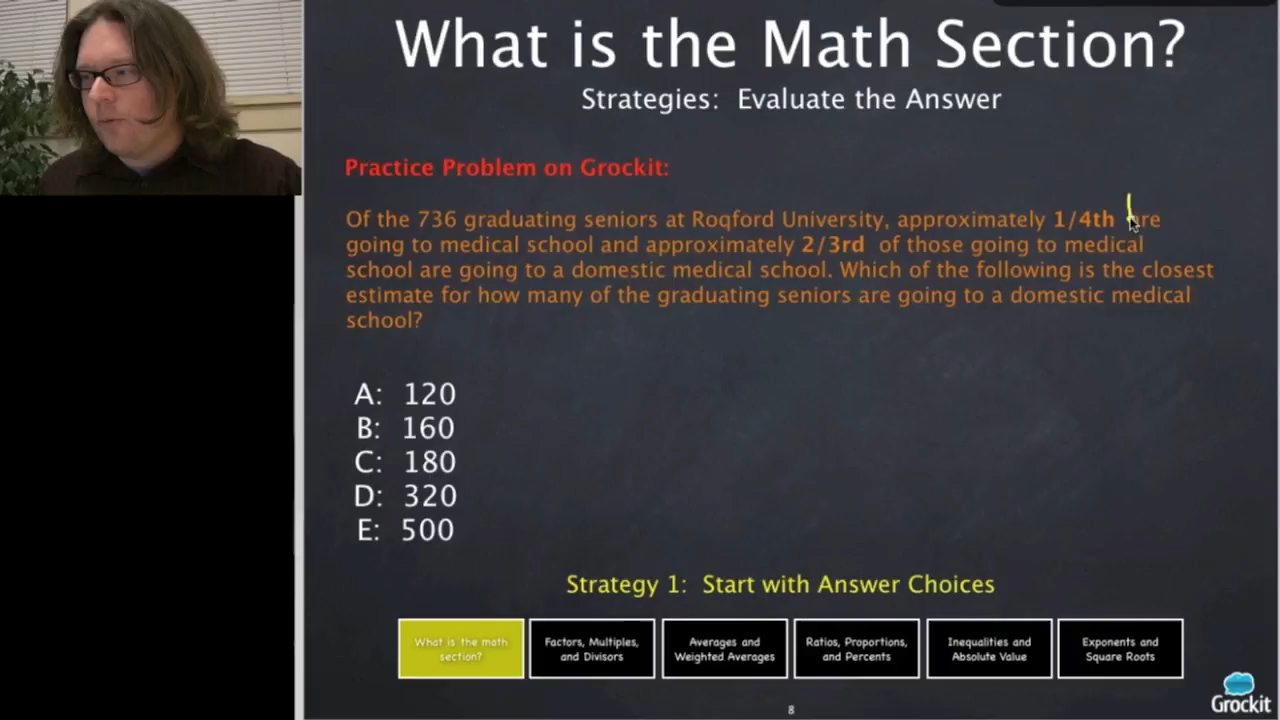 What is the Math Section?
Strategies: Evaluate the Answer
Practice Problem on Grockit:
Of the 736 graduating seniors at Roqford University, approximately 1/4th are
going to medical school and approximately 2/3rd of those going to medical
school are going to a domestic medical school. Which of the following is the closest
estimate for how many of the graduating seniors are going to a domestic medical
school?
A: 120
B: 160
C: 180
D: 320
E: 500
Strategy 1: Start with Answer Choices
What is the math
section?
Factors, Multiples,
and Divisors
Averages and
Weighted Averages
Ratios, Proportions,
and Percents
Inequalities and
Absolute Value
Exponents and
Square Roots
8
Grockit